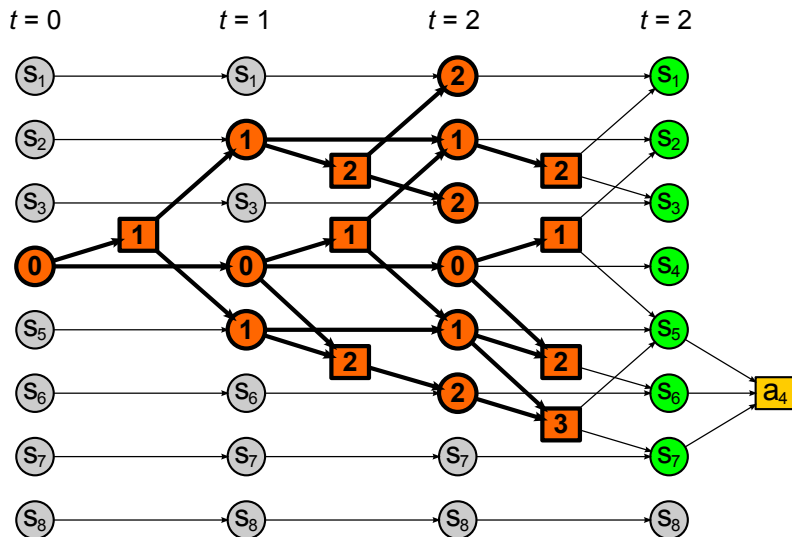 t = 0 t = 1 t = 2 t = 2
s1 s1 2 s1
s2 1 1 s2
2 2
s3 s3 2 s3
1 1 1
0 0 0 s4
s5 1 1 s5
2 2
s6 s6 2 s6 a4
3
s7 s7 s7 s7
s8 s8 s8 s8